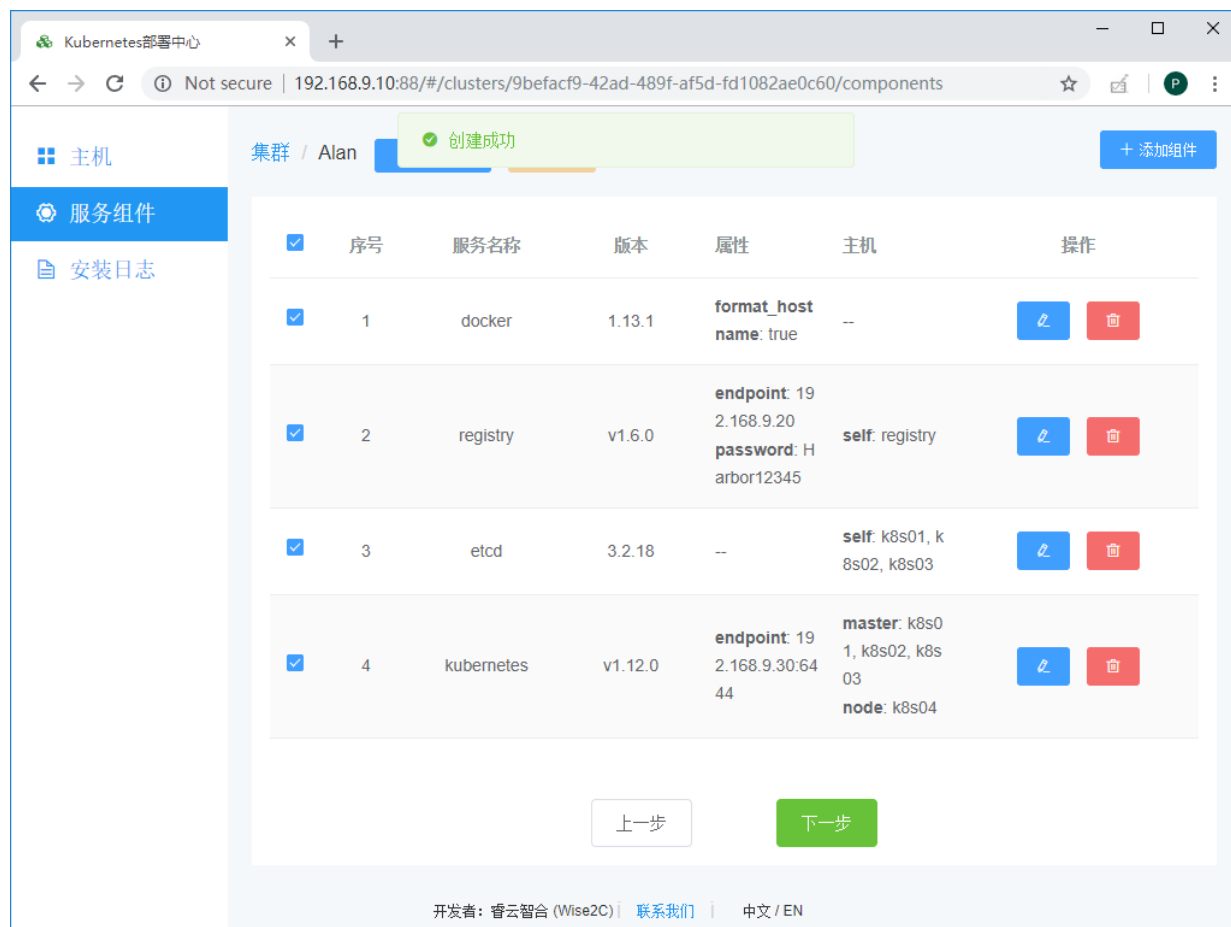 Kubernetes部署中心
Not secure | 192.168.9.10:88/#/clusters/9befacf9-42ad-489f-af5d-fd1082ae0c60/components
P
主机
服务组件
安装日志
集群 / Alan
创建成功
+ 添加组件
序号 服务名称 版本 属性 主机 操作
1 docker 1.13.1 format_host
name: true --
2 registry v1.6.0 endpoint: 19
2.168.9.20
password: H
arbor12345
self: registry
3 etcd 3.2.18 -- self: k8s01, k
8s02, k8s03
4 kubernetes v1.12.0 endpoint: 19
2.168.9.30:64
44
master: k8s0
1, k8s02, k8s
03
node: k8s04
上一步 下一步
开发者：睿云智合 (Wise2C) | 联系我们 | 中文 / EN